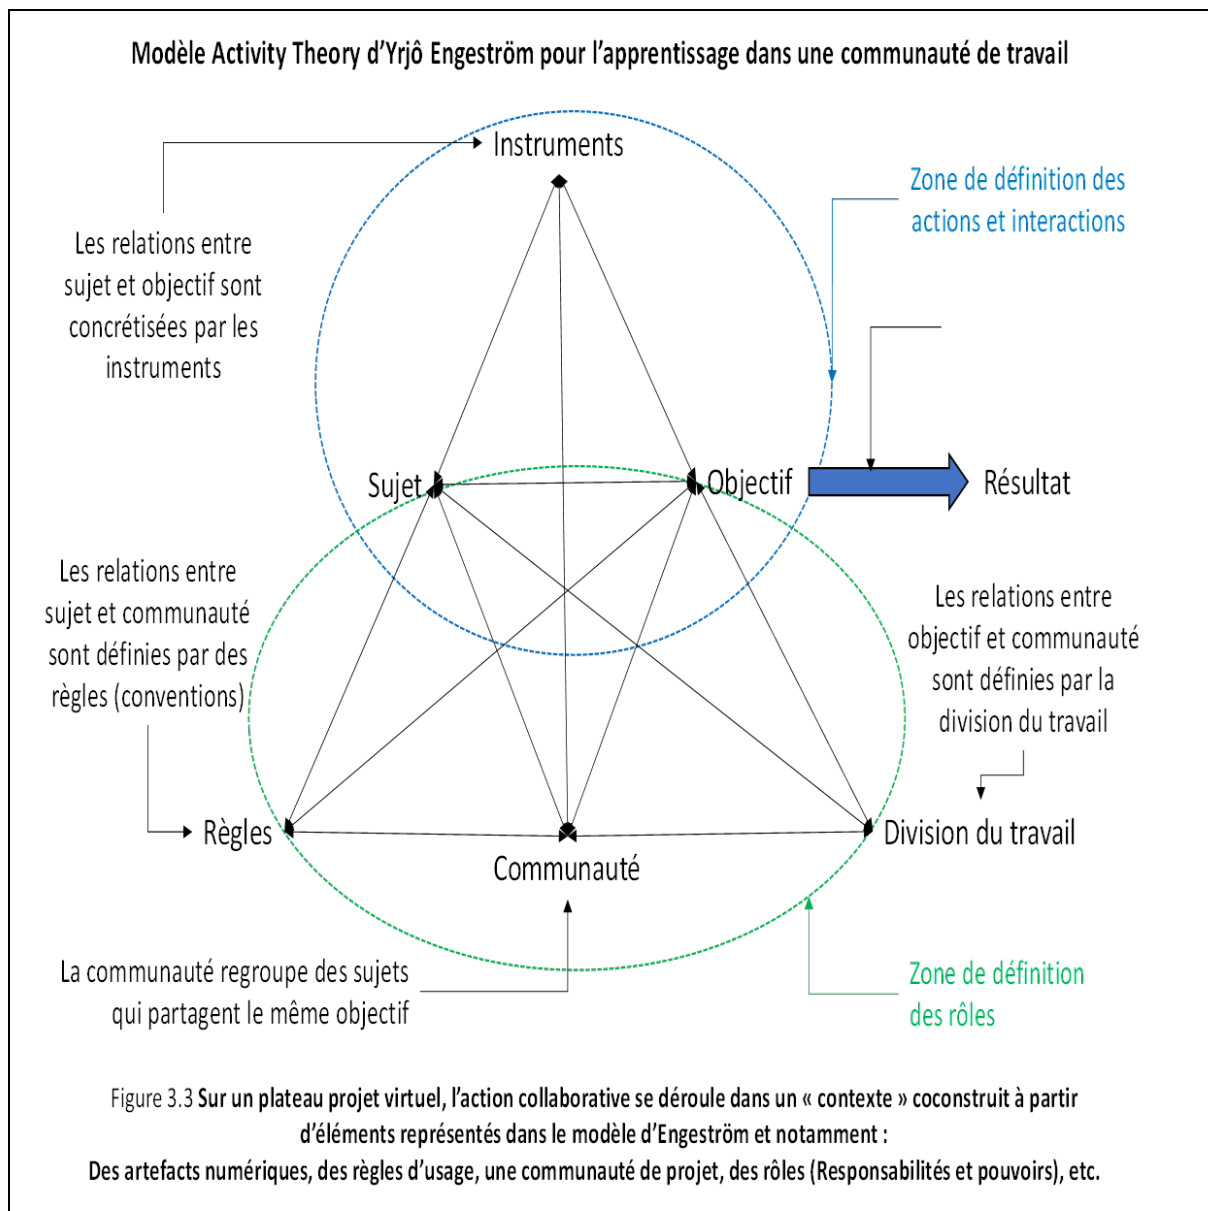 Modèle Activity Theory d’Yrjô Engeström pour l’apprentissage dans une communauté de travail
Instruments
Zone de définition des
actions et interactions
Les relations entre
sujet et objectif sont
concrétisées par les
instruments
Sujet
Objectif
Résultat
Les relations entre
sujet et communauté
sont définies par des
règles (conventions)
Les relations entre
objectif et communauté
sont définies par la
division du travail
Règles
Communauté
Division du travail
La communauté regroupe des sujets
qui partagent le même objectif
Zone de définition
des rôles
Figure 3.3 Sur un plateau projet virtuel, l’action collaborative se déroule dans un « contexte » coconstruit à partir
d’éléments représentés dans le modèle d’Engeström et notamment :
Des artefacts numériques, des règles d’usage, une communauté de projet, des rôles (Responsabilités et pouvoirs), etc.